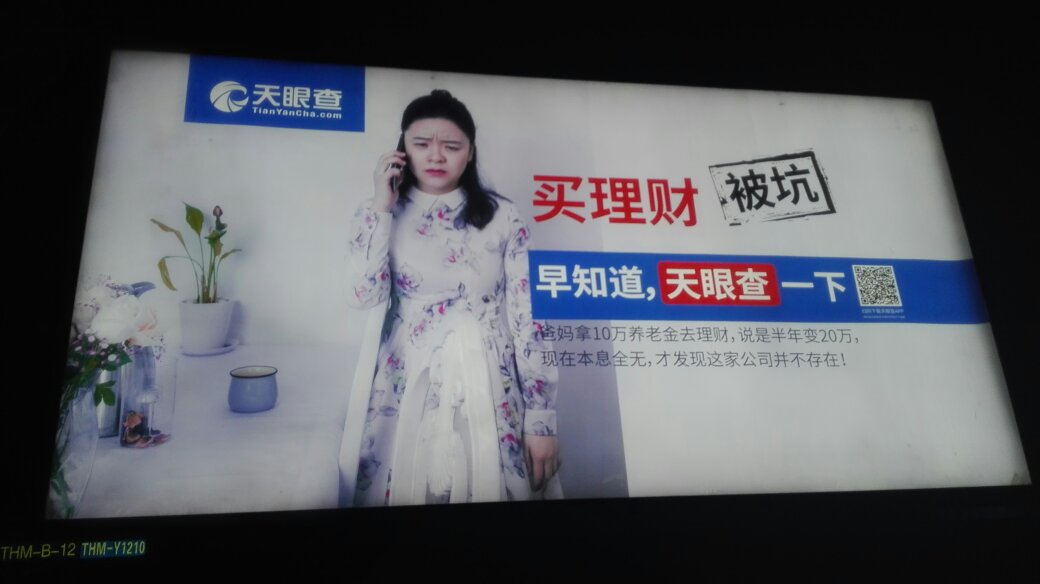 天眼查
TianYanCha.com
买理财 被坑
早知道,天眼查一下
爸妈拿10万养老金去理财,说是半年变20万,
现在本息全无,才发现这家公司并不存在!
THM-B-12 THM-Y1210